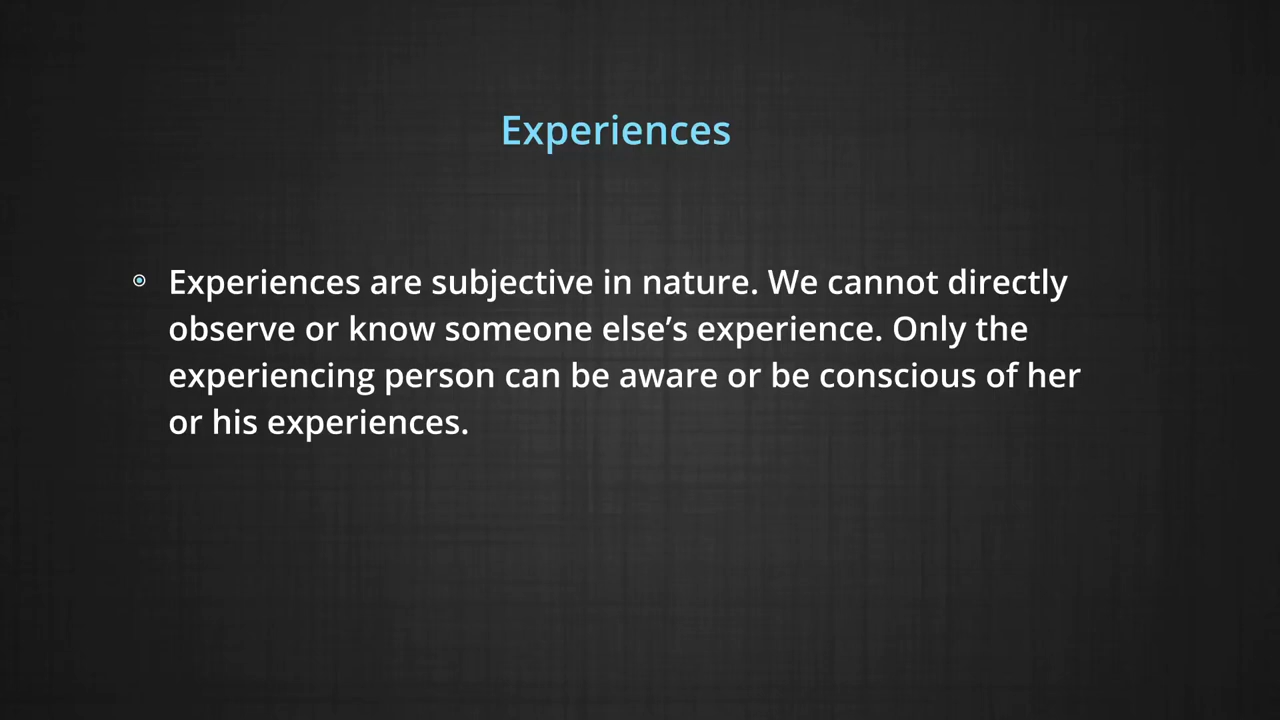 Experiences
Experiences are subjective in nature. We cannot directly
observe or know someone else’s experience. Only the
experiencing person can be aware or be conscious of her
or his experiences.